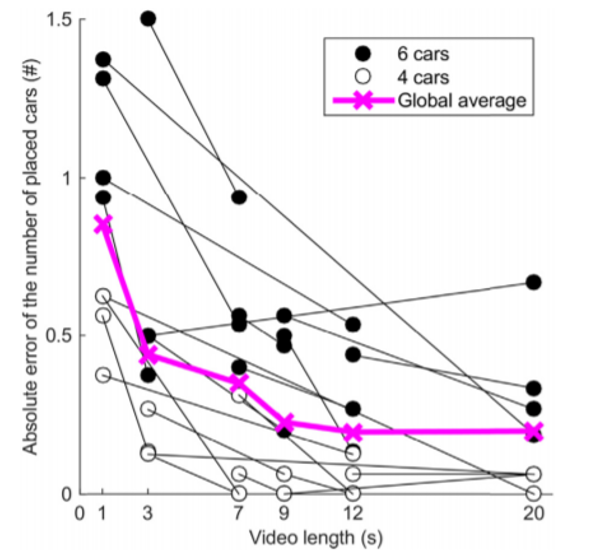 Absolute error of the number of placed cars (#)
1.5
1
0.5
0
6 cars
4 cars
Global average
0 1 3 7 9 12 20
Video length (s)